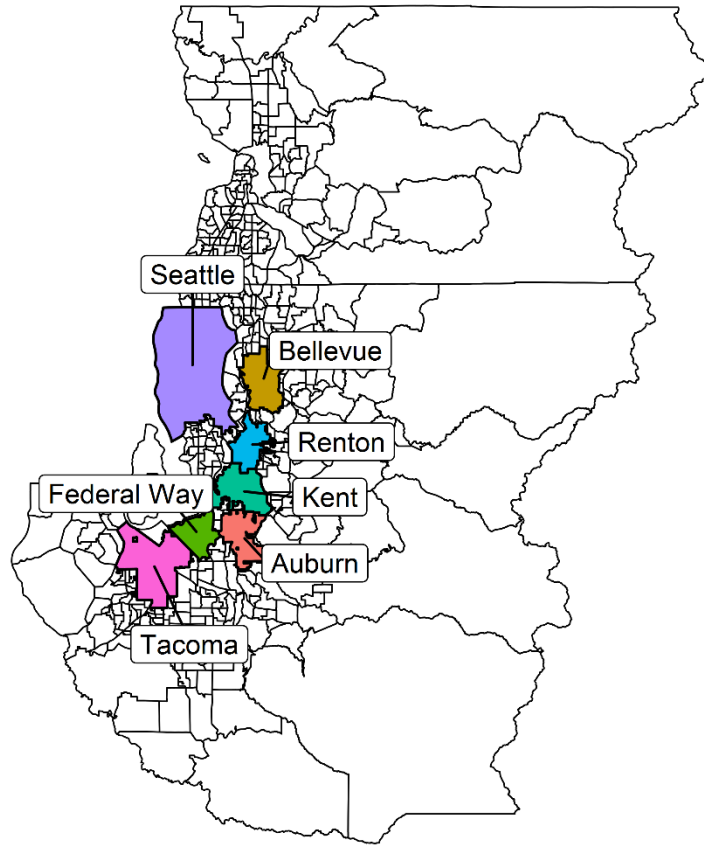 Seattle
Bellevue
Renton
Federal Way
Kent
Auburn
Tacoma